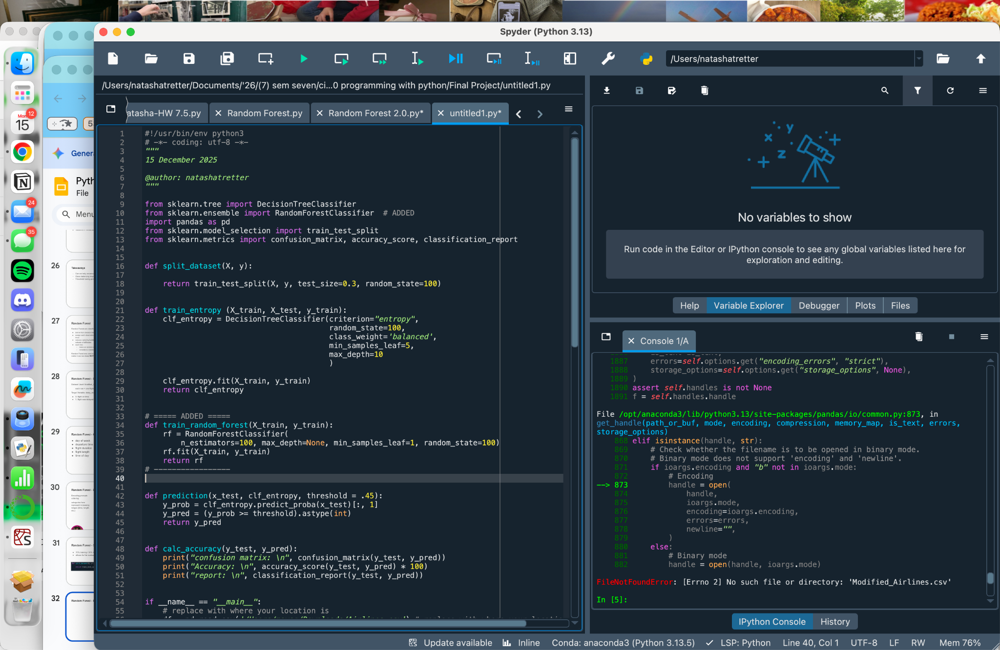 Spyder (Python 3.13)
/Users/natashatretter
/Users/natashatretter/Documents/'26/(7) sem seven/ci...0 programming with python/Final Project/untitled1.py
atasha-HW 7.5.py
Random Forest.py
Random Forest 2.0.py*
untitled1.py*
1 #!/usr/bin/env python3
2 # -*- coding: utf-8 -*-
3 """
4 15 December 2025
5
6 @author: natashatretter
7 """
8
9 from sklearn.tree import DecisionTreeClassifier
10 from sklearn.ensemble import RandomForestClassifier  # ADDED
11 import pandas as pd
12 from sklearn.model_selection import train_test_split
13 from sklearn.metrics import confusion_matrix, accuracy_score, classification_report
14
15
16 def split_dataset(X, y):
17
18     return train_test_split(X, y, test_size=0.3, random_state=100)
19
20
21 def train_entropy (X_train, X_test, y_train):
22     clf_entropy = DecisionTreeClassifier(criterion="entropy",
23                                          random_state=100,
24                                          class_weight='balanced',
25                                          min_samples_leaf=5,
26                                          max_depth=10
27                                          )
28
29     clf_entropy.fit(X_train, y_train)
30     return clf_entropy
31
32
33 # ===== ADDED =====
34 def train_random_forest(X_train, y_train):
35     rf = RandomForestClassifier(
36         n_estimators=100, max_depth=None, min_samples_leaf=1, random_state=100)
37     rf.fit(X_train, y_train)
38     return rf
39 # -----------------
40
41
42 def prediction(x_test, clf_entropy, threshold = .45):
43     y_prob = clf_entropy.predict_proba(x_test)[:, 1]
44     y_pred = (y_prob >= threshold).astype(int)
45     return y_pred
46
47
48 def calc_accuracy(y_test, y_pred):
49     print("confusion matrix: \n", confusion_matrix(y_test, y_pred))
50     print("Accuracy: \n", accuracy_score(y_test, y_pred) * 100)
51     print("report: \n", classification_report(y_test, y_pred))
52
53
54 if __name__ == "__main__":
55     # replace with where your location is
No variables to show
Run code in the Editor or IPython console to see any global variables listed here for
exploration and editing.
Help
Variable Explorer
Debugger
Plots
Files
Console 1/A
1887     errors=self.options.get("encoding_errors", "strict"),
1888     storage_options=self.options.get("storage_options", None),
1889 )
1890 assert self.handles is not None
1891 f = self.handles.handle
File /opt/anaconda3/lib/python3.13/site-packages/pandas/io/common.py:873, in
get_handle(path_or_buf, mode, encoding, compression, memory_map, is_text, errors,
storage_options)
868 elif isinstance(handle, str):
869     # Check whether the filename is to be opened in binary mode.
870     # Binary mode does not support 'encoding' and 'newline'.
871     if ioargs.encoding and "b" not in ioargs.mode:
872         # Encoding
--> 873         handle = open(
874             handle,
875             ioargs.mode,
876             encoding=ioargs.encoding,
877             errors=errors,
878             newline="",
879         )
880     else:
881         # Binary mode
882         handle = open(handle, ioargs.mode)
FileNotFoundError: [Errno 2] No such file or directory: 'Modified_Airlines.csv'
In [5]:
IPython Console
History
Update available
Inline
Conda: anaconda3 (Python 3.13.5)
LSP: Python
Line 40, Col 1
UTF-8
LF
RW
Mem 76%
Mon
15
12
24
35
Gener
Pyth
File
Menu
26
Takeaways
27
Random Forest
28
29
day of week
departure time
flight duration
flight length
time of day
30
31
32